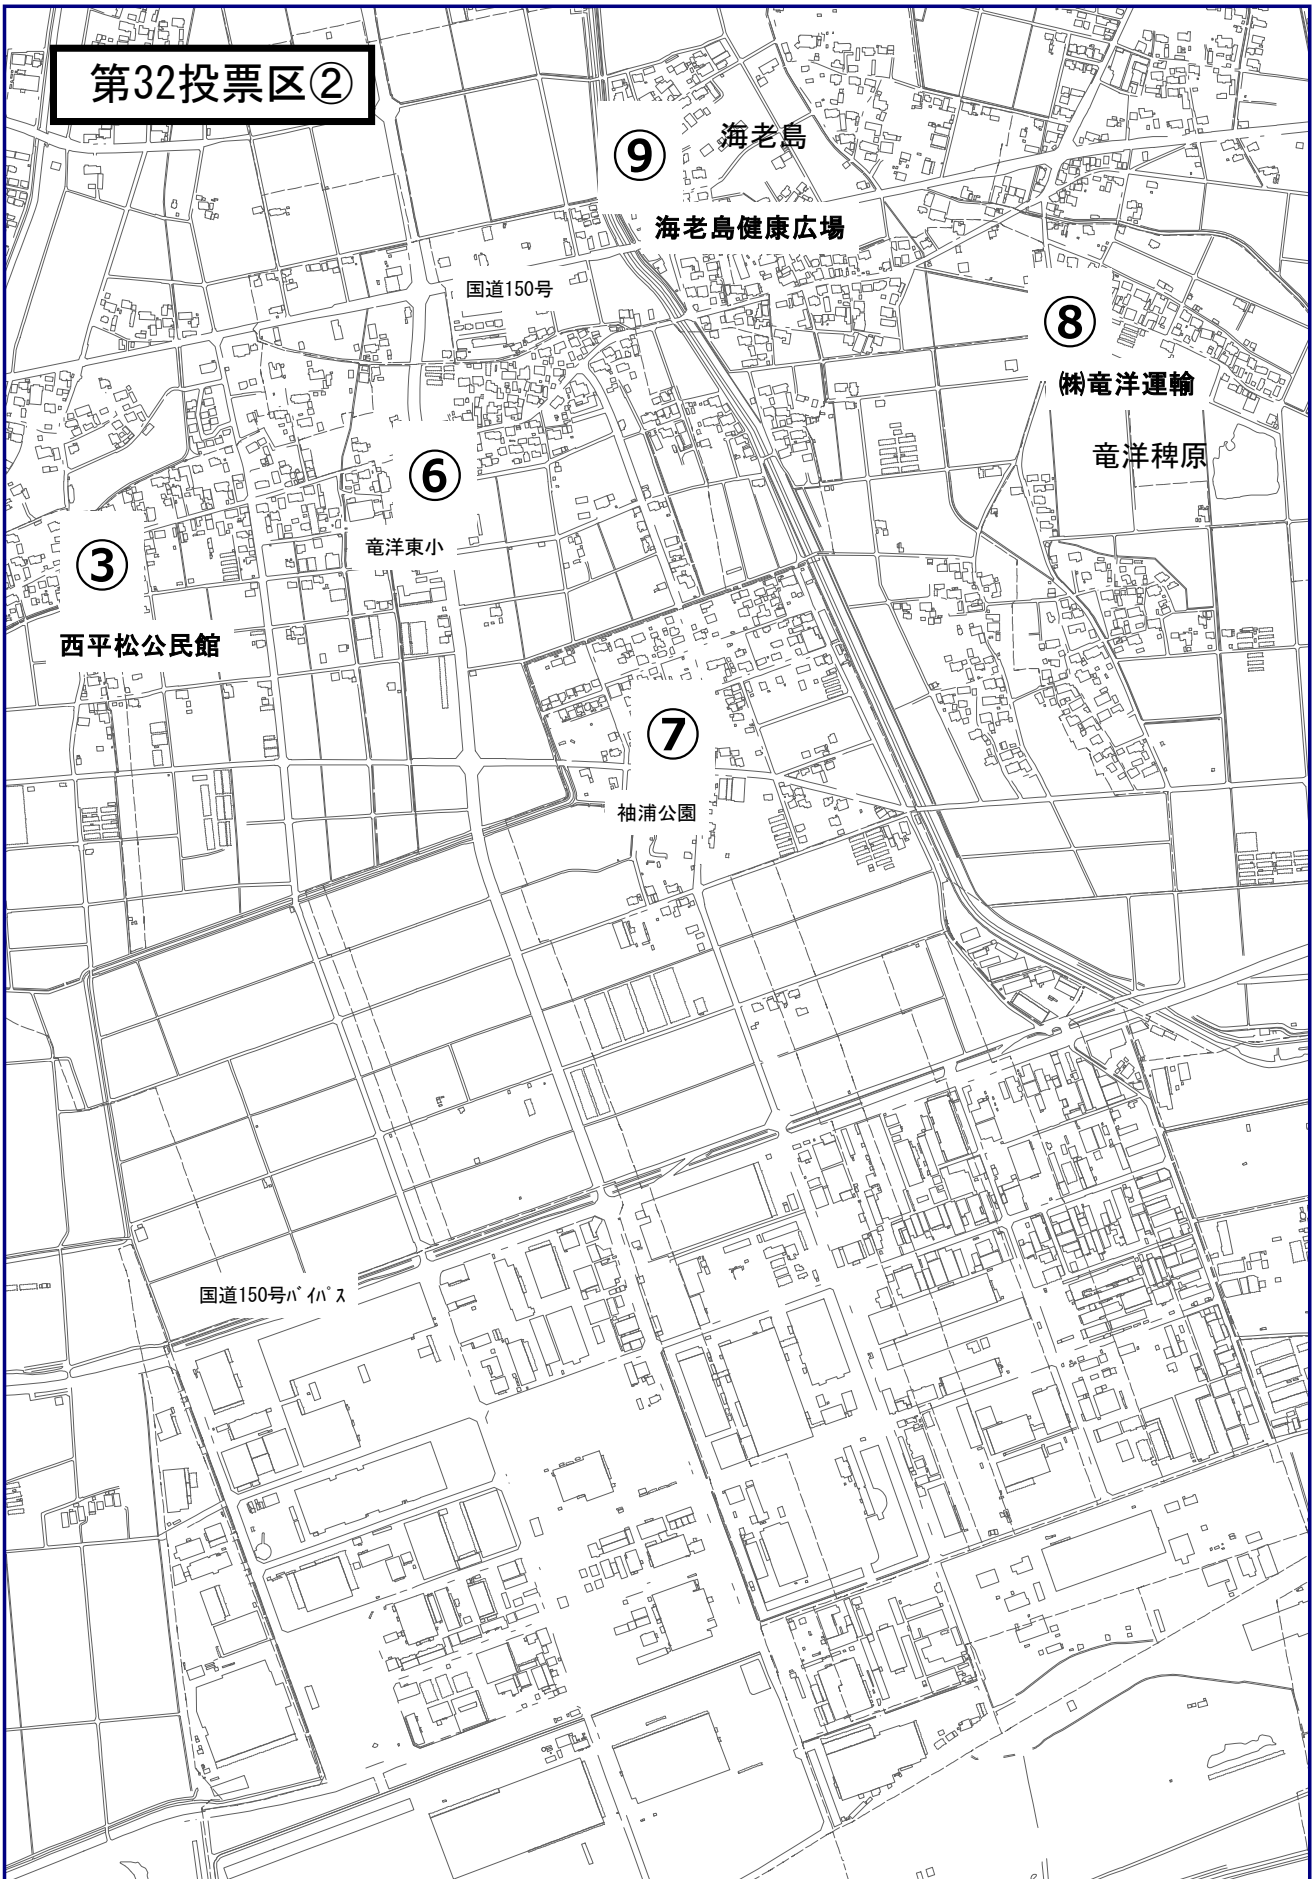 第32投票区②
⑨
海老島
海老島健康広場
国道150号
⑧
㈱竜洋運輸
竜洋稗原
⑥
竜洋東小
③
西平松公民館
⑦
袖浦公園
国道150号ﾊﾞｲﾊﾟｽ